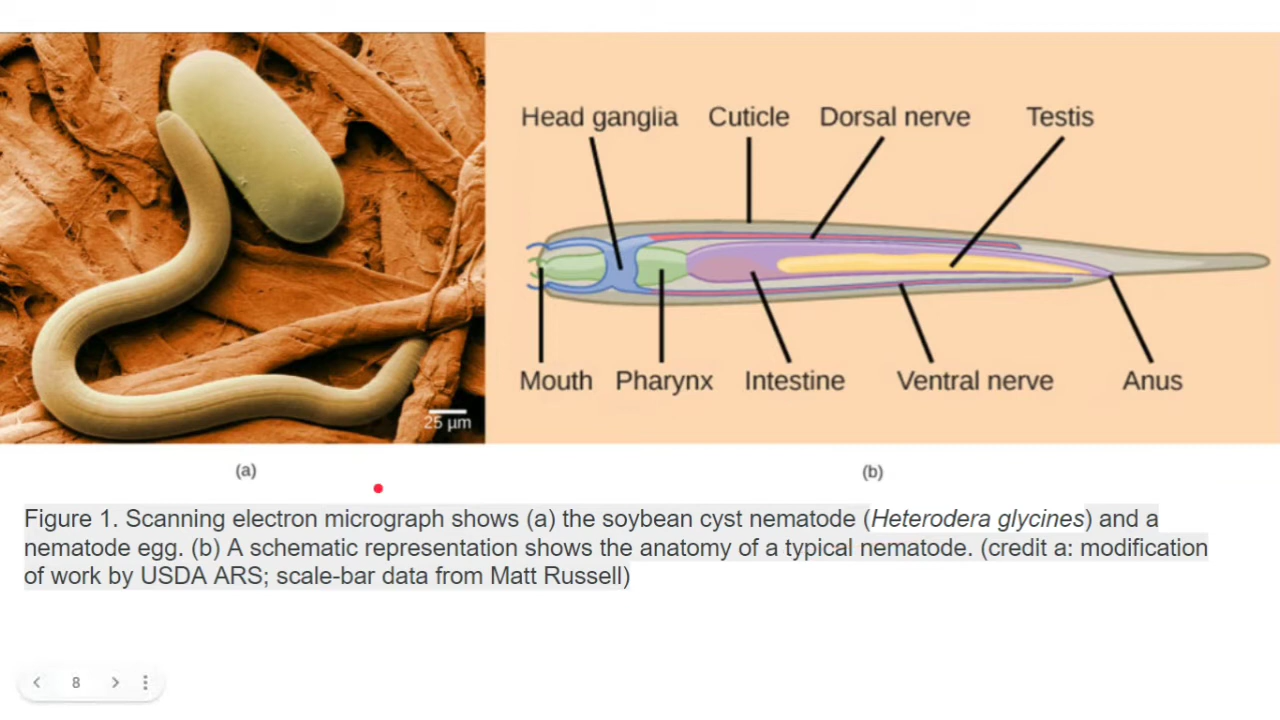 Head ganglia Cuticle Dorsal nerve Testis
Mouth Pharynx Intestine Ventral nerve Anus
25 µm
(a) (b)
Figure 1. Scanning electron micrograph shows (a) the soybean cyst nematode (Heterodera glycines) and a
nematode egg. (b) A schematic representation shows the anatomy of a typical nematode. (credit a: modification
of work by USDA ARS; scale-bar data from Matt Russell)
8